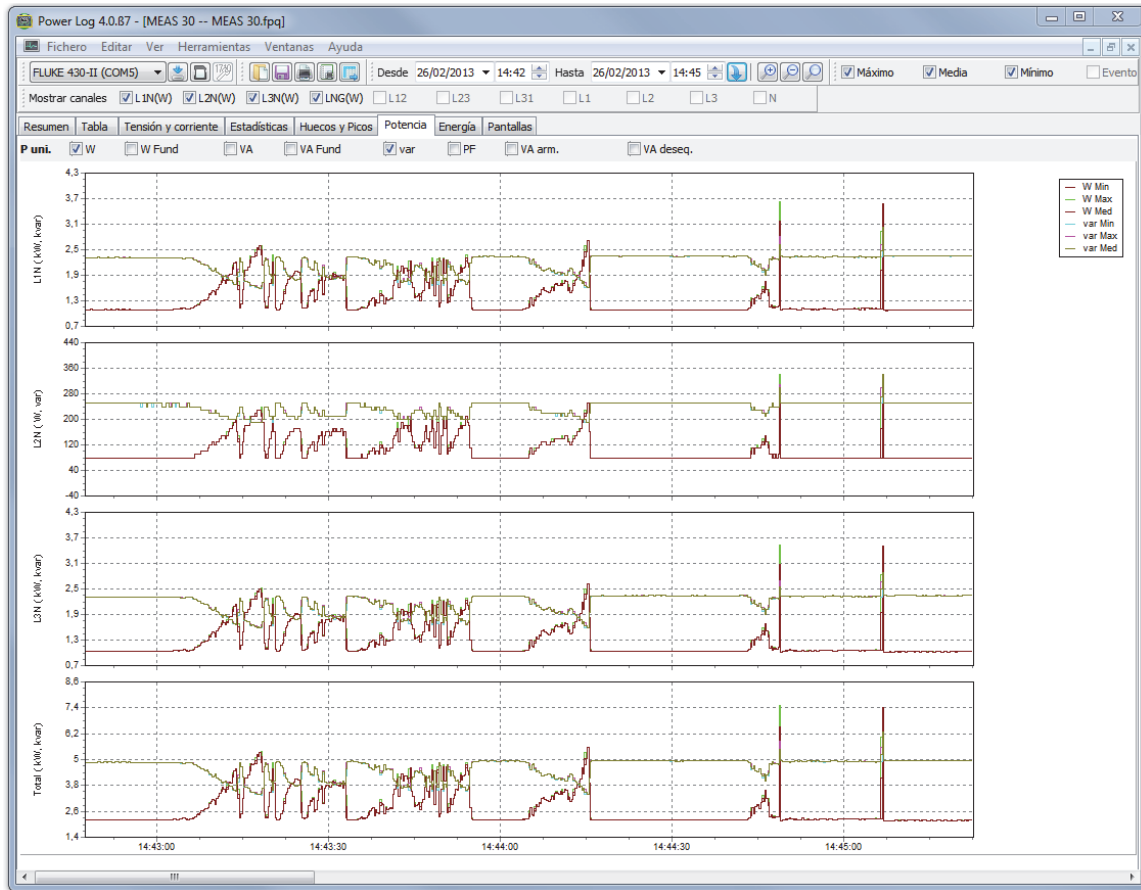 Power Log 4.0.87 - [MEAS 30 -- MEAS 30.fpq]
Fichero Editar Ver Herramientas Ventanas Ayuda
FLUKE 430-II (COM5) Desde 26/02/2013 14:42 Hasta 26/02/2013 14:45 Máximo Media Mínimo Evento
Mostrar canales L1N(W) L2N(W) L3N(W) LNG(W) L12 L23 L31 L1 L2 L3 N
Resumen Tabla Tensión y corriente Estadísticas Huecos y Picos Potencia Energía Pantallas
P uni. W W Fund VA VA Fund var PF VA arm. VA deseq.
L1N ( kW, kvar)
4,3
3,7
3,1
2,5
1,9
1,3
0,7
W Min
W Max
W Med
var Min
var Max
var Med
L2N ( W, var)
440
360
280
200
120
40
-40
L3N ( kW, kvar)
4,3
3,7
3,1
2,5
1,9
1,3
0,7
Total ( kW, kvar)
8,6
7,4
6,2
5
3,8
2,6
1,4
14:43:00 14:43:30 14:44:00 14:44:30 14:45:00